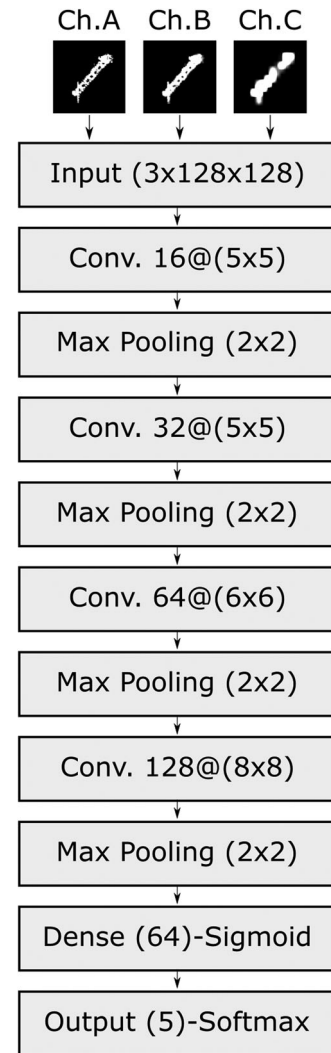 Ch.A Ch.B Ch.C
Input (3x128x128)
Conv. 16@(5x5)
Max Pooling (2x2)
Conv. 32@(5x5)
Max Pooling (2x2)
Conv. 64@(6x6)
Max Pooling (2x2)
Conv. 128@(8x8)
Max Pooling (2x2)
Dense (64)-Sigmoid
Output (5)-Softmax